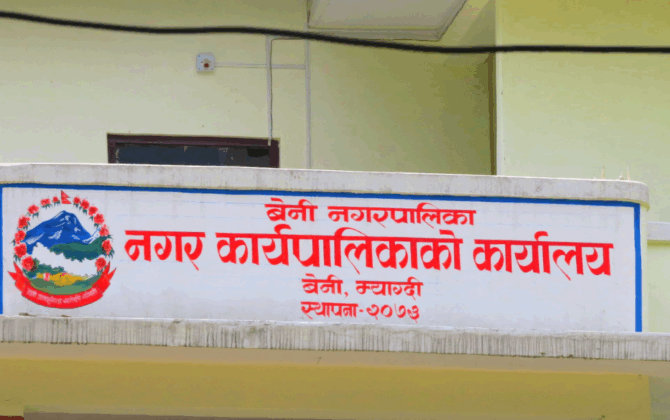 बेनी नगरपालिका
नगर कार्यपालिकाको कार्यालय
बेनी, म्याग्दी
स्थापना-२०७३